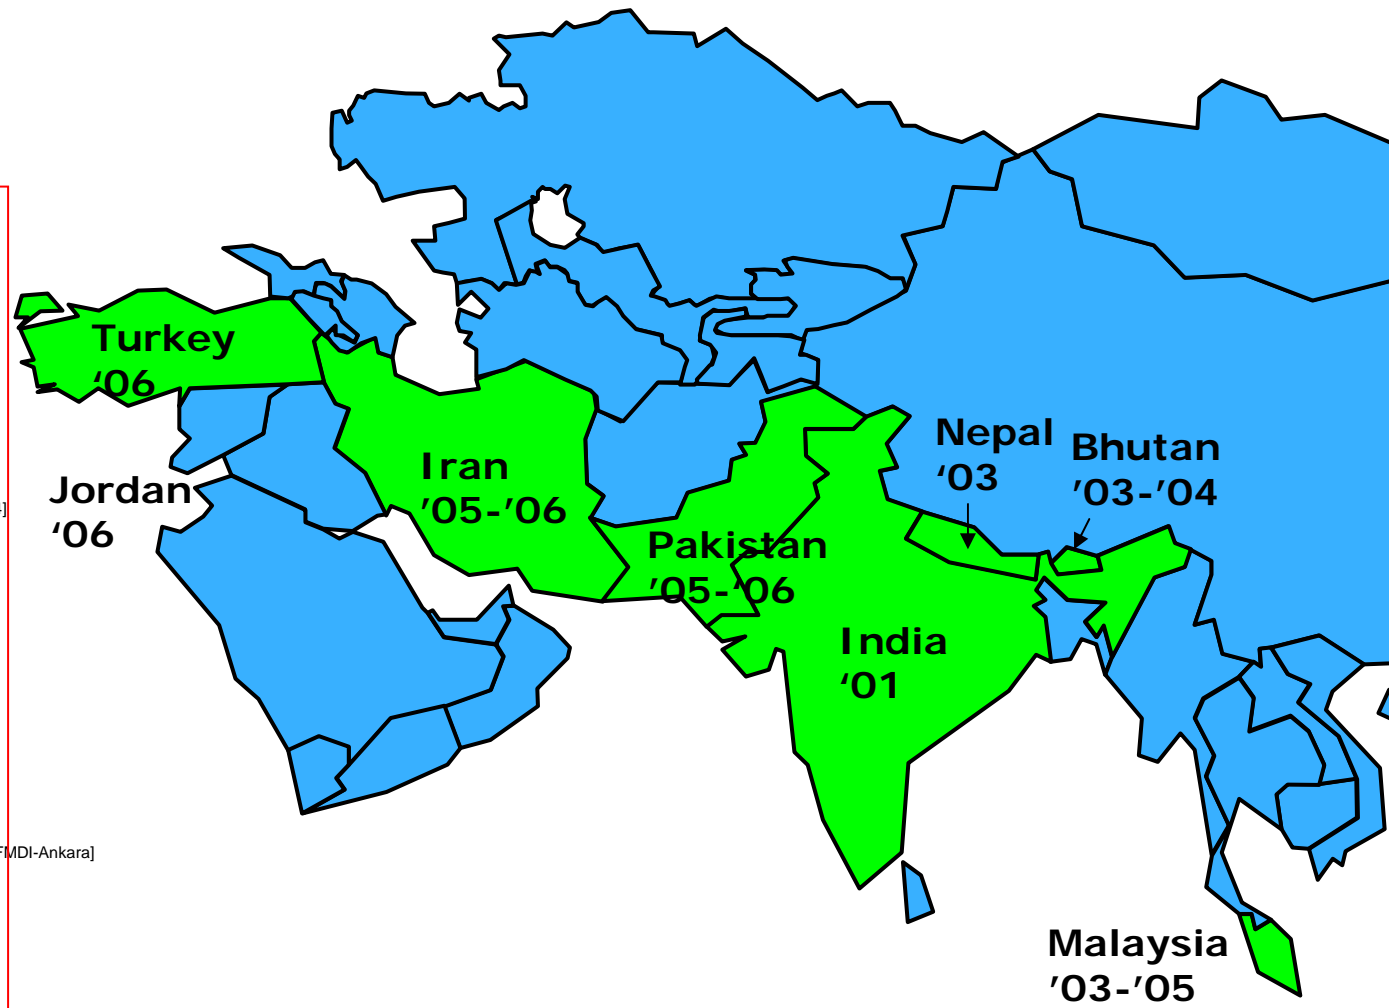 Turkey
‘06
Jordan
‘06
Iran
’05-’06
Pakistan
’05-‘06
Nepal
‘03
Bhutan
’03-’04
India
‘01
Malaysia
’03-’05
FMDI-Ankara]